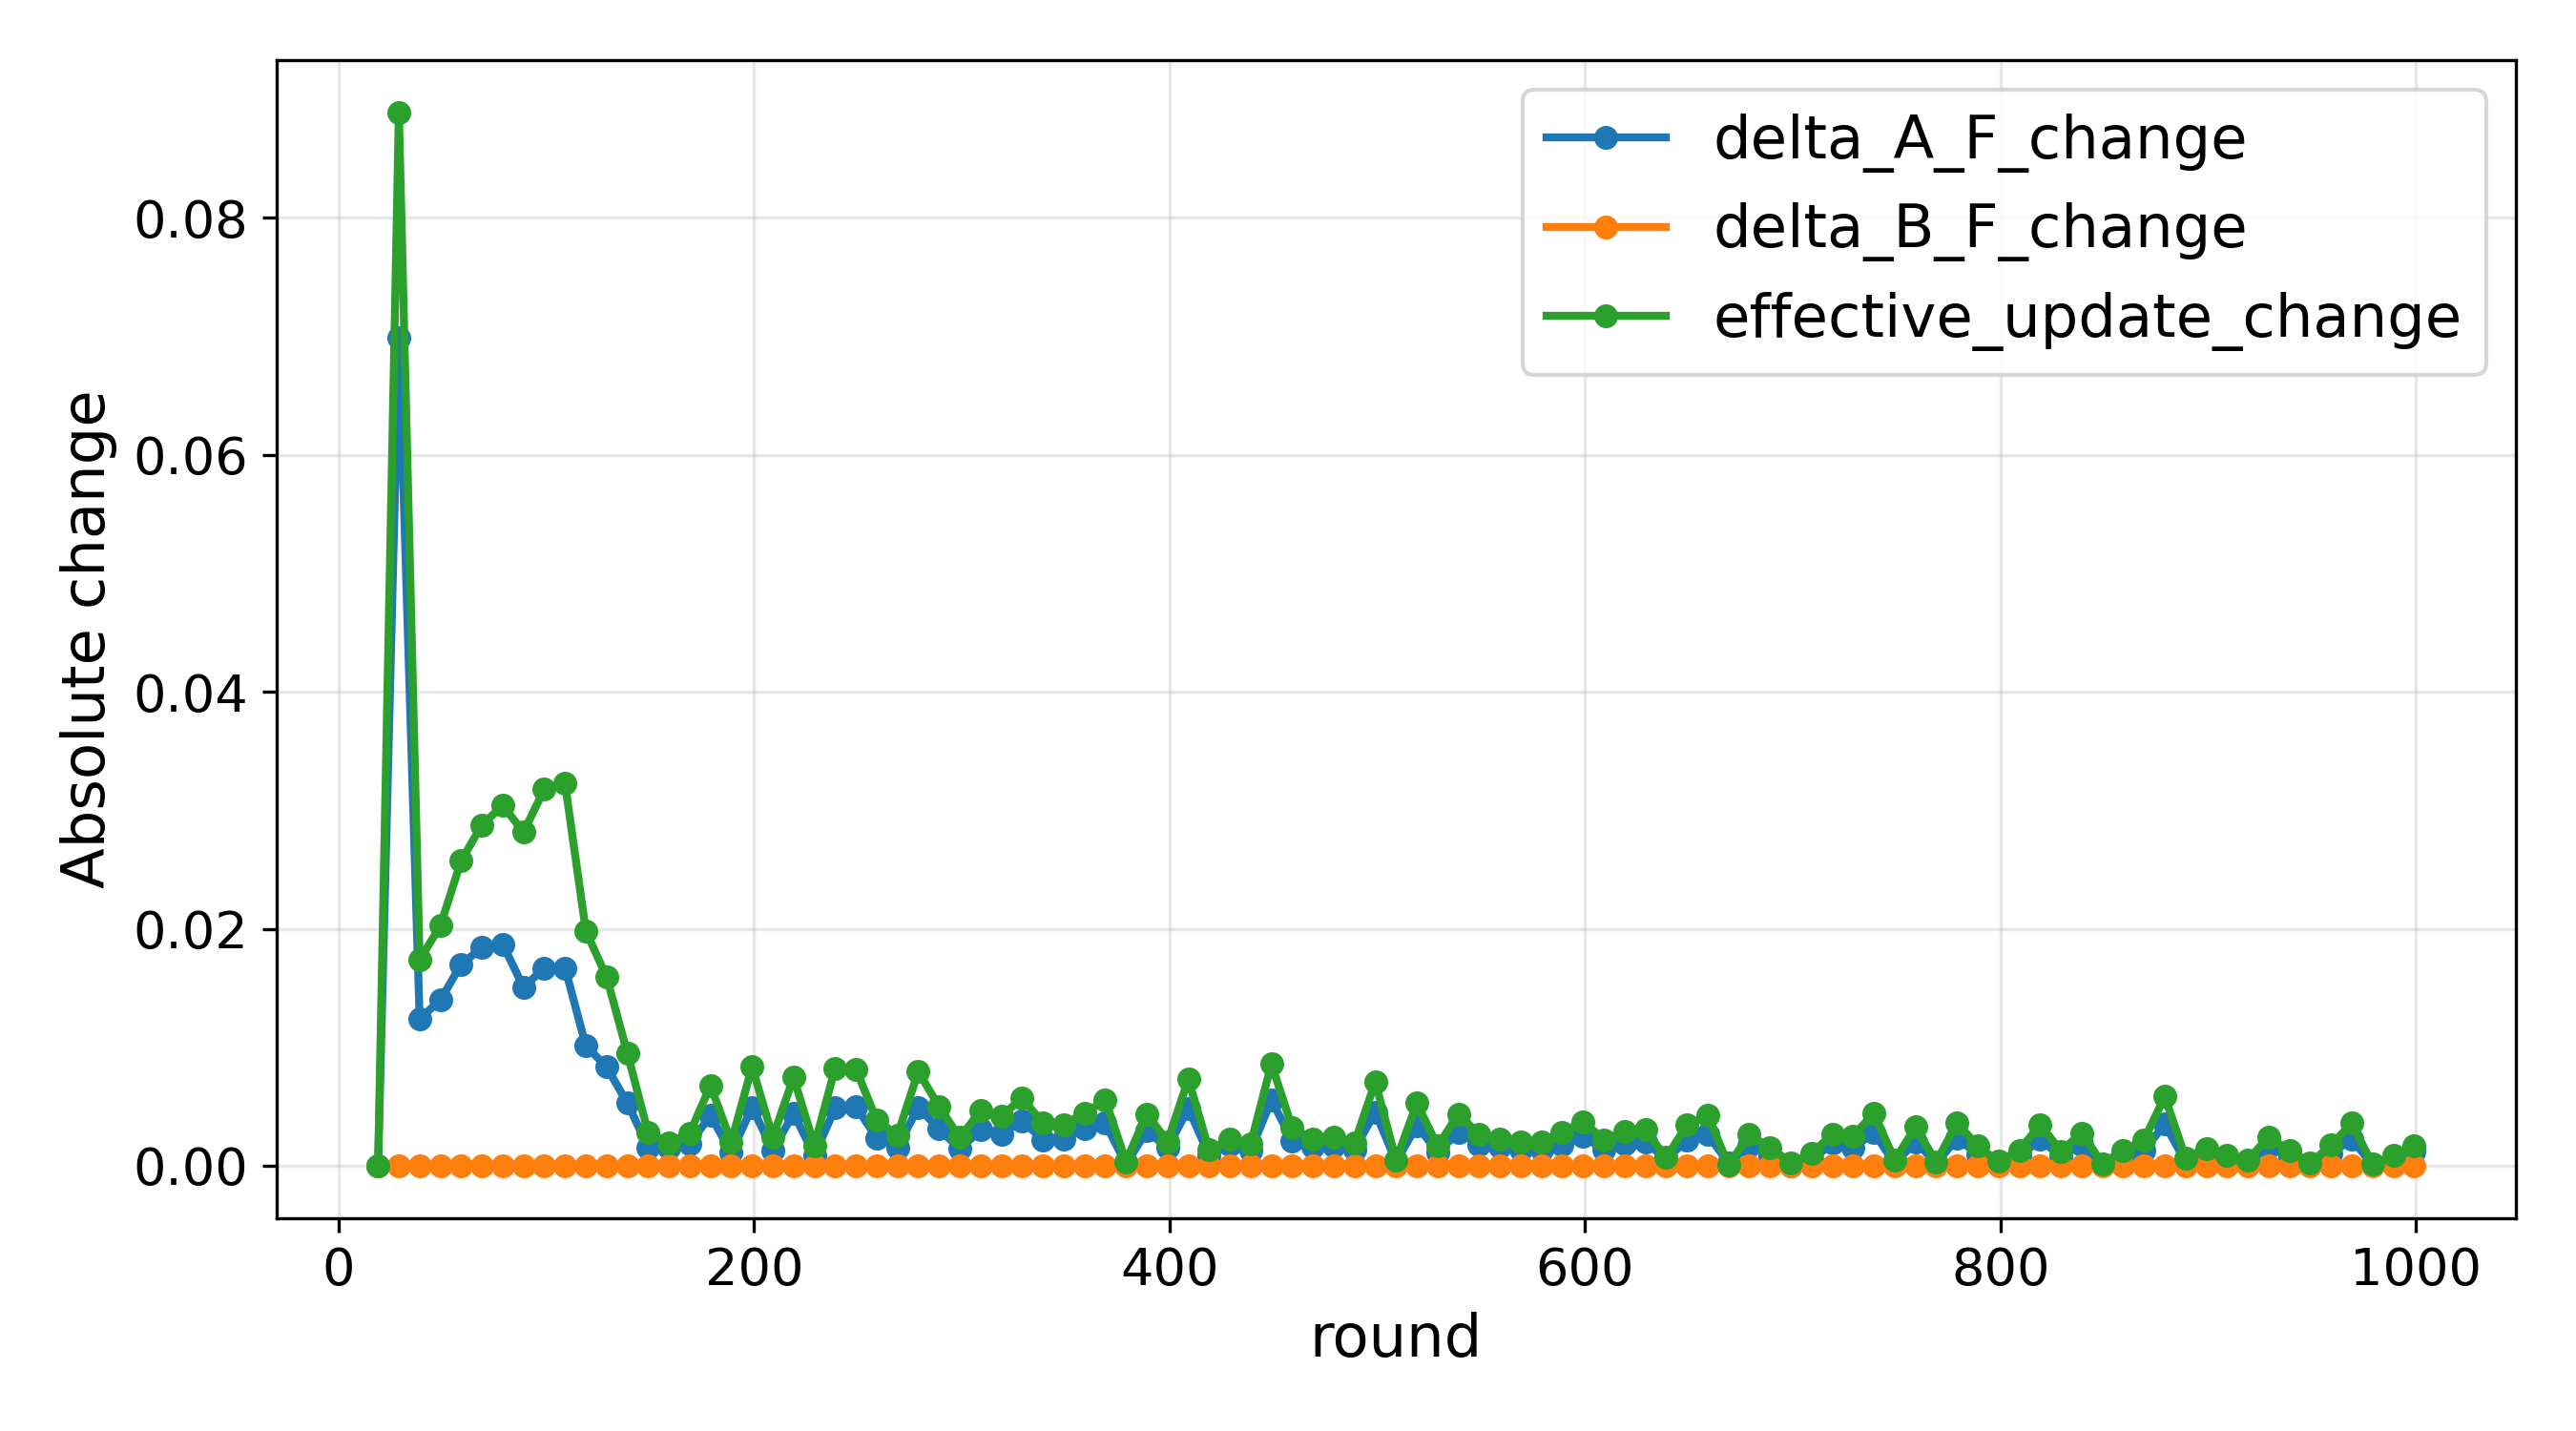 delta_A_F_change
delta_B_F_change
effective_update_change
Absolute change
0.08
0.06
0.04
0.02
0.00
0 200 400 600 800 1000
round